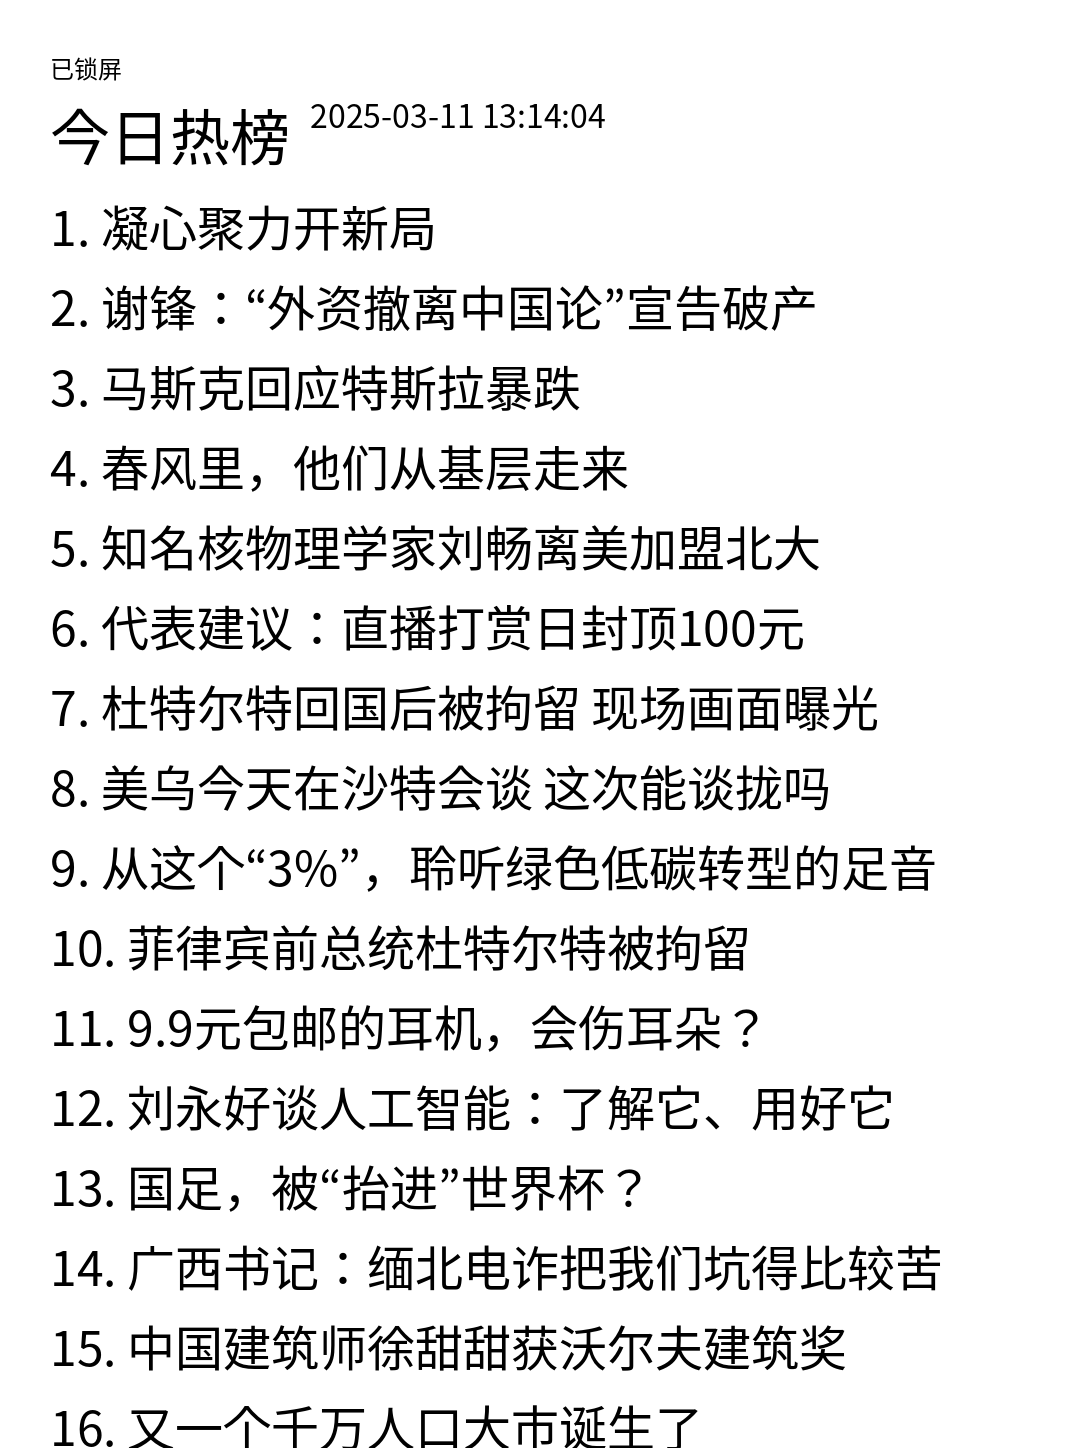 已锁屏
今日热榜 2025-03-11 13:14:04
1. 凝心聚力开新局
2. 谢锋：“外资撤离中国论”宣告破产
3. 马斯克回应特斯拉暴跌
4. 春风里，他们从基层走来
5. 知名核物理学家刘畅离美加盟北大
6. 代表建议：直播打赏日封顶100元
7. 杜特尔特回国后被拘留 现场画面曝光
8. 美乌今天在沙特会谈 这次能谈拢吗
9. 从这个“3%”，聆听绿色低碳转型的足音
10. 菲律宾前总统杜特尔特被拘留
11. 9.9元包邮的耳机，会伤耳朵？
12. 刘永好谈人工智能：了解它、用好它
13. 国足，被“抬进”世界杯？
14. 广西书记：缅北电诈把我们坑得比较苦
15. 中国建筑师徐甜甜获沃尔夫建筑奖
16. 又一个千万人口大市诞生了